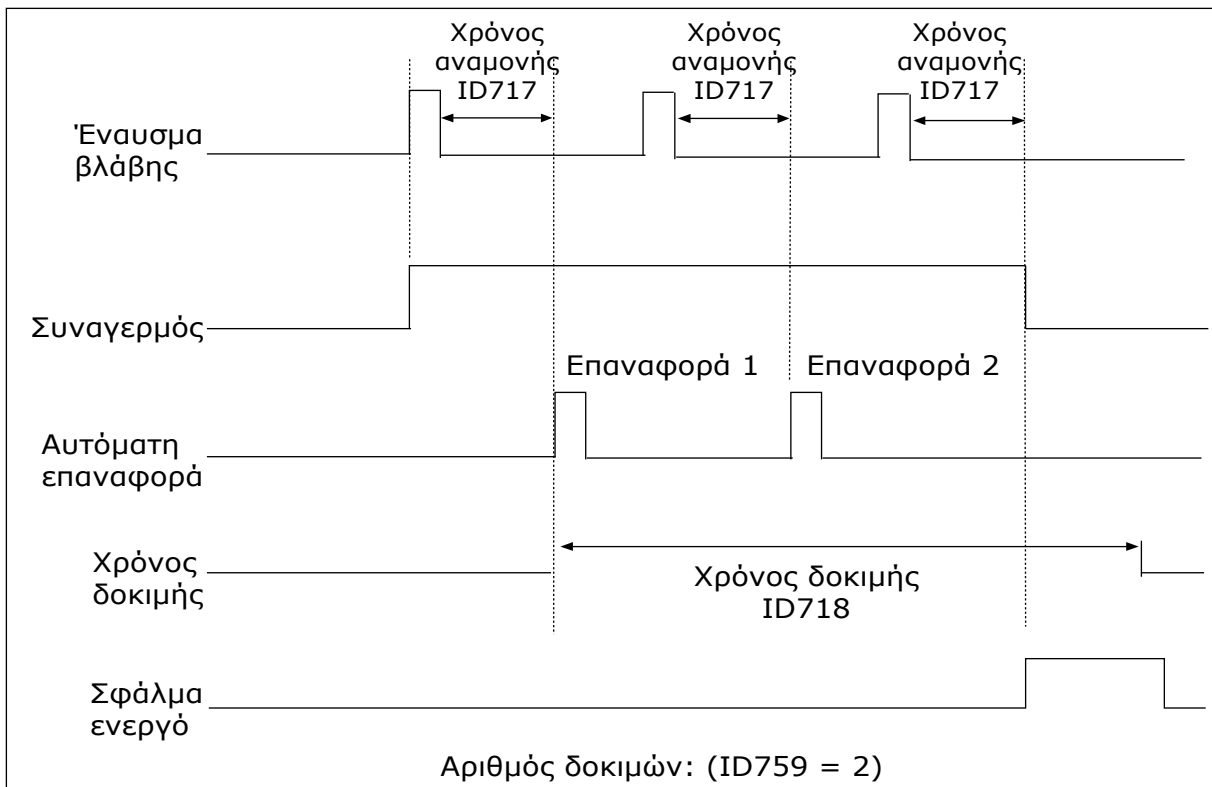 Χρόνος
αναμονής
ID717
Χρόνος
αναμονής
ID717
Χρόνος
αναμονής
ID717
Έναυσμα
βλάβης
Συναγερμός
Επαναφορά 1
Επαναφορά 2
Αυτόματη
επαναφορά
Χρόνος
δοκιμής
Χρόνος δοκιμής
ID718
Σφάλμα
ενεργό
Αριθμός δοκιμών: (ID759 = 2)